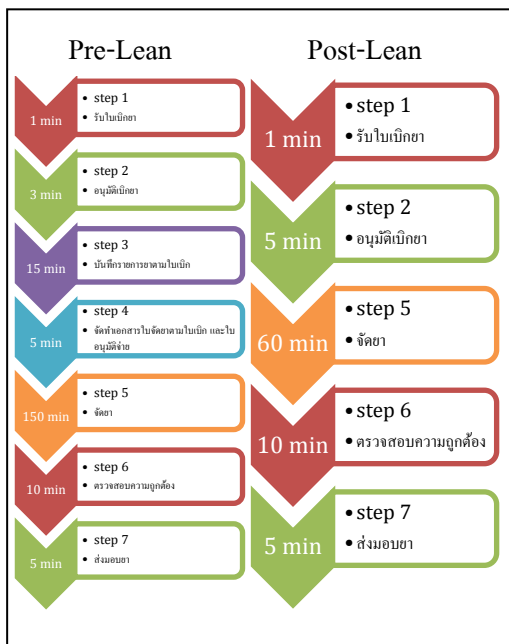 Pre-Lean
1 min
• step 1
• รับใบเบิกยา
3 min
• step 2
• อนุมัติเบิกยา
15 min
• step 3
• บันทึกรายการยาตามใบเบิก
5 min
• step 4
• จัดทำเอกสารใบจัดยาตามใบเบิก และใบ
อนุมัติจ่าย
150 min
• step 5
• จัดยา
10 min
• step 6
• ตรวจสอบความถูกต้อง
5 min
• step 7
• ส่งมอบยา
Post-Lean
1 min
• step 1
• รับใบเบิกยา
5 min
• step 2
• อนุมัติเบิกยา
60 min
• step 5
• จัดยา
10 min
• step 6
• ตรวจสอบความถูกต้อง
5 min
• step 7
• ส่งมอบยา